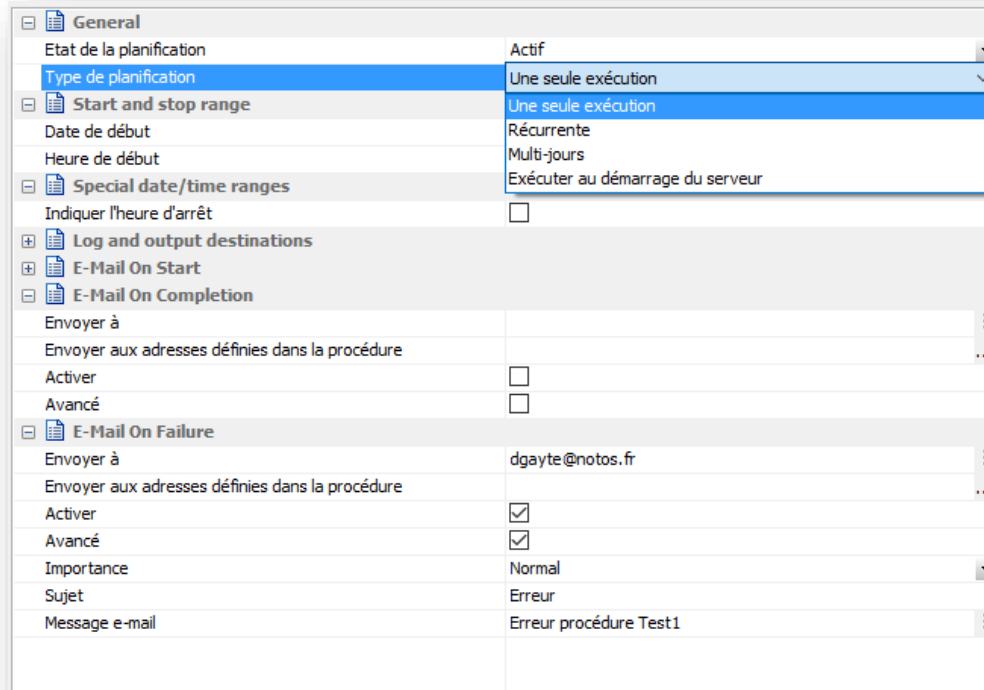 General
Etat de la planification Actif
Type de planification Une seule exécution
Start and stop range Une seule exécution
Date de début Récurrente
Heure de début Multi-jours
Exécuter au démarrage du serveur
Special date/time ranges
Indiquer l'heure d'arrêt
Log and output destinations
E-Mail On Start
E-Mail On Completion
Envoyer à
Envoyer aux adresses définies dans la procédure
Activer
Avancé
E-Mail On Failure
Envoyer à dgayte@notos.fr
Envoyer aux adresses définies dans la procédure
Activer
Avancé
Importance Normal
Sujet Erreur
Message e-mail Erreur procédure Test1